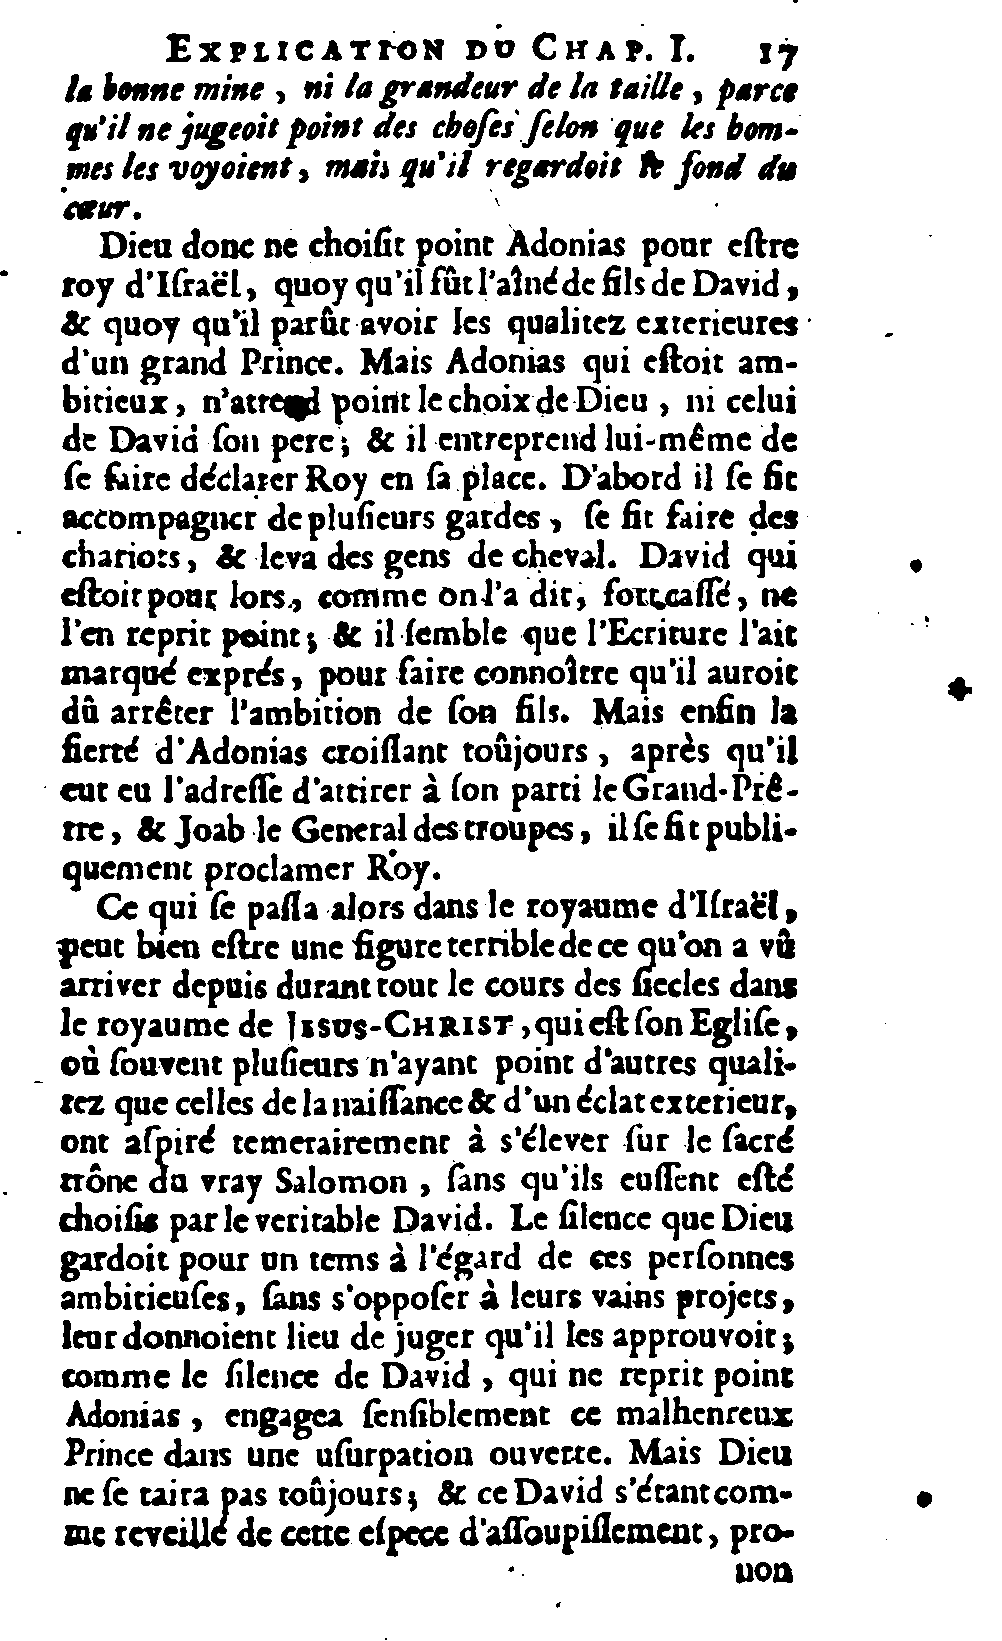 EXPLICATION DU CHAP. I. 17
la bonne mine, ni la grandeur de la taille, parce
qu'il ne jugeoit point des choſes ſelon que les hom-
mes les voyoient, mais qu'il regardoit le fond du
cœur.
Dieu donc ne choiſit point Adonias pour eſtre
roy d'Iſraël, quoy qu'il fût l'aîné de fils de David,
& quoy qu'il parût avoir les qualitez exterieures
d'un grand Prince. Mais Adonias qui eſtoit am-
bitieux, n'attend point le choix de Dieu, ni celui
de David ſon pere; & il entreprend lui-même de
ſe faire déclarer Roy en ſa place. D'abord il ſe fit
accompagner de pluſieurs gardes, ſe fit faire des
chariots, & leva des gens de cheval. David qui
eſtoit pour lors, comme on l'a dit, fort caſſé, ne
l'en reprit point; & il ſemble que l'Ecriture l'ait
marqué exprés, pour faire connoître qu'il auroit
dû arrêter l'ambition de ſon fils. Mais enfin la
fierté d'Adonias croiſſant toûjours, après qu'il
eut eu l'adreſſe d'attirer à ſon parti le Grand-Prê-
tre, & Joab le General des troupes, il ſe fit publi-
quement proclamer Roy.
Ce qui ſe paſſa alors dans le royaume d'Iſraël,
peut bien eſtre une figure terrible de ce qu'on a vû
arriver depuis durant tout le cours des ſiecles dans
le royaume de JESUS-CHRIST, qui eſt ſon Egliſe,
où ſouvent pluſieurs n'ayant point d'autres quali-
tez que celles de la naiſſance & d'un éclat exterieur,
ont aſpiré temerairement à s'élever ſur le ſacré
trône du vray Salomon, ſans qu'ils euſſent eſté
choiſis par le veritable David. Le ſilence que Dieu
gardoit pour un tems à l'égard de ces perſonnes
ambitieuſes, ſans s'oppoſer à leurs vains projets,
leur donnoient lieu de juger qu'il les approuvoit;
comme le ſilence de David, qui ne reprit point
Adonias, engagea ſenſiblement ce malhenreux
Prince dans une uſurpation ouverte. Mais Dieu
ne ſe taira pas toûjours; & ce David s'étant com-
me reveillé de cette eſpece d'aſſoupiſſement, pro-
non